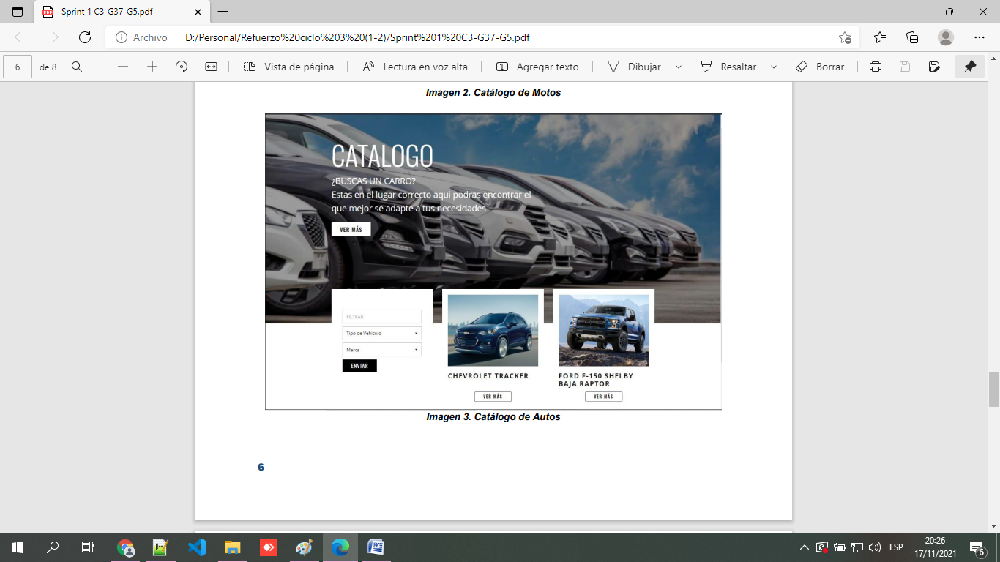 Sprint 1 C3-G37-G5.pdf
Archivo
D:/Personal/Refuerzo%20ciclo%203%20(1-2)/Sprint%201%20C3-G37-G5.pdf
6 de 8
Vista de página
Lectura en voz alta
Agregar texto
Dibujar
Resaltar
Borrar
Imagen 2. Catálogo de Motos
CATALOGO
¿BUSCAS UN CARRO?
Estas en el lugar correcto aqui podras encontrar el
que mejor se adapte a tus necesidades
VER MÁS
FILTRAR
Tipo de Vehiculo
Marca
ENVIAR
CHEVROLET TRACKER
VER MÁS
FORD F-150 SHELBY
BAJA RAPTOR
VER MÁS
Imagen 3. Catálogo de Autos
6
ESP
20:26
17/11/2021
6